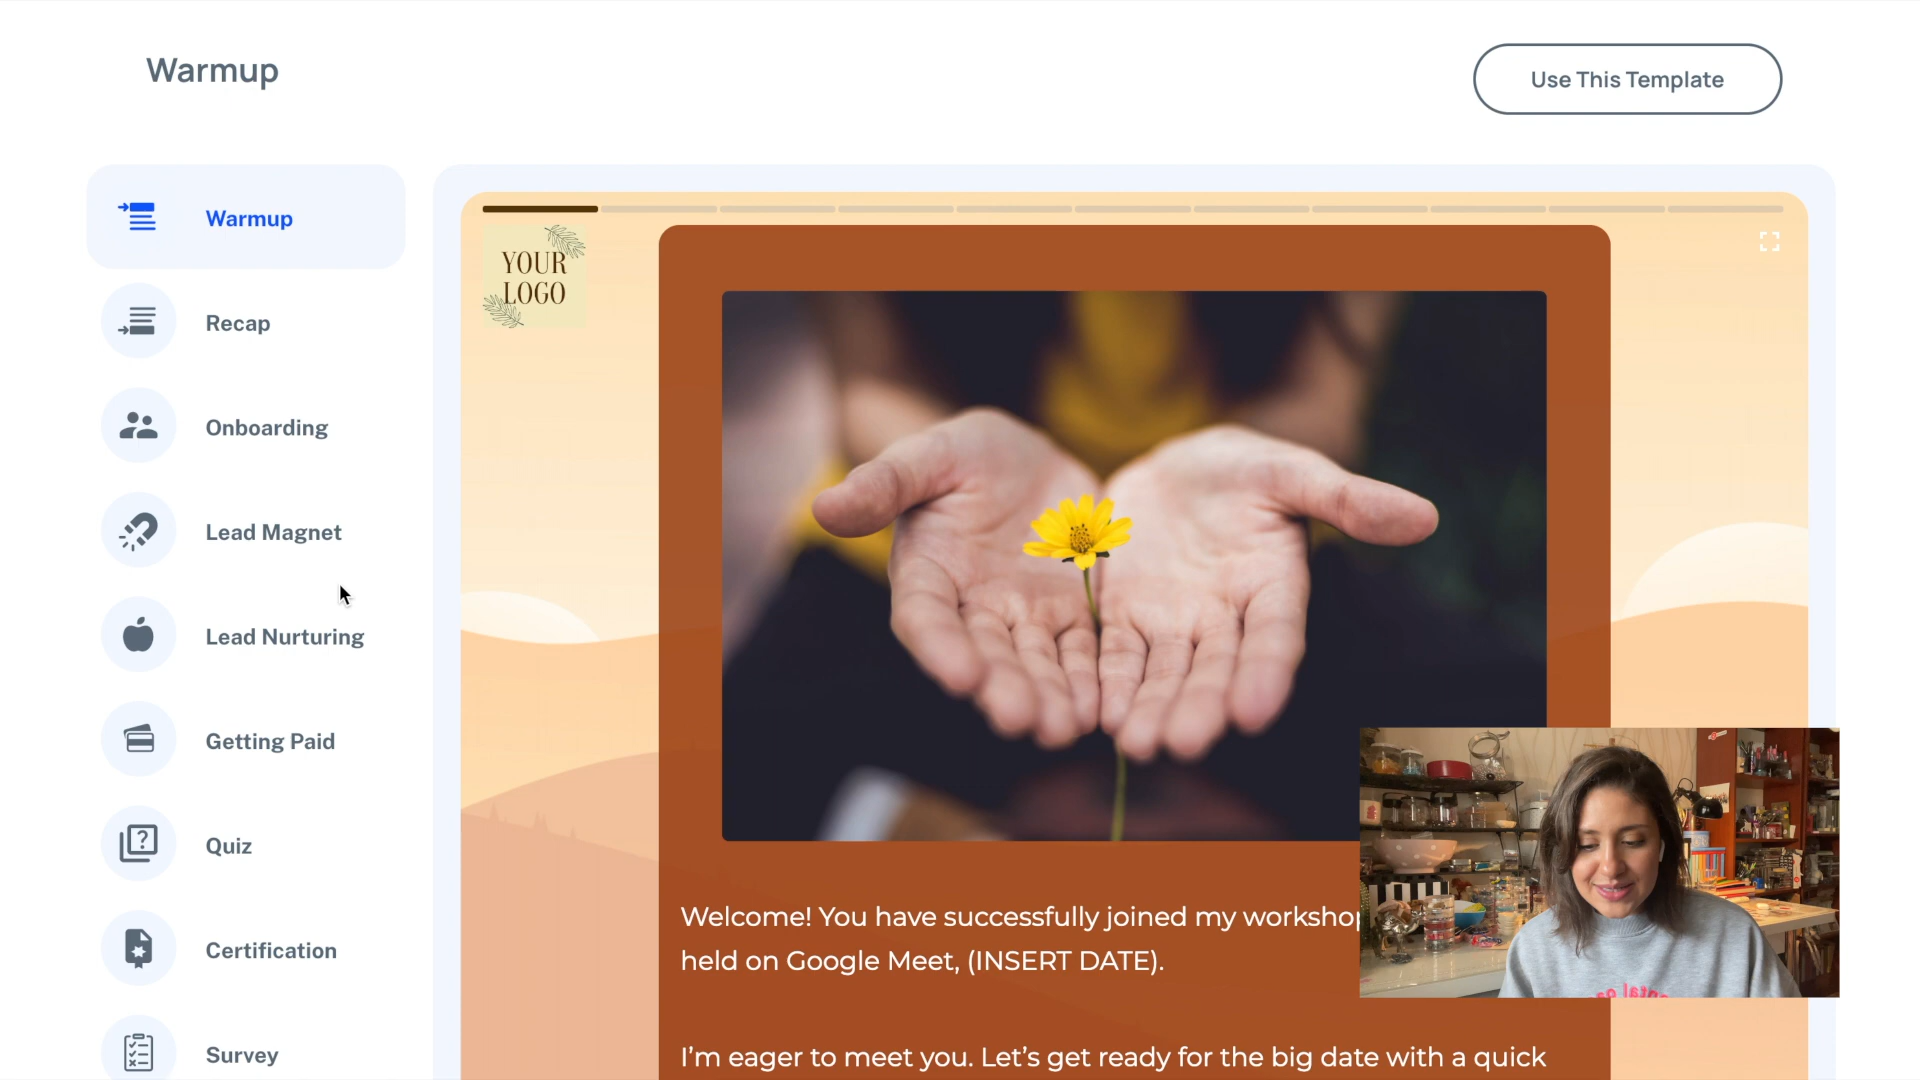 Warmup
Use This Template
Warmup
Recap
Onboarding
Lead Magnet
Lead Nurturing
Getting Paid
Quiz
Certification
Survey
YOUR
LOGO
Welcome! You have successfully joined my
held on Google Meet, (INSERT DATE).
I’m eager to meet you. Let’s get ready for the big date with a quick